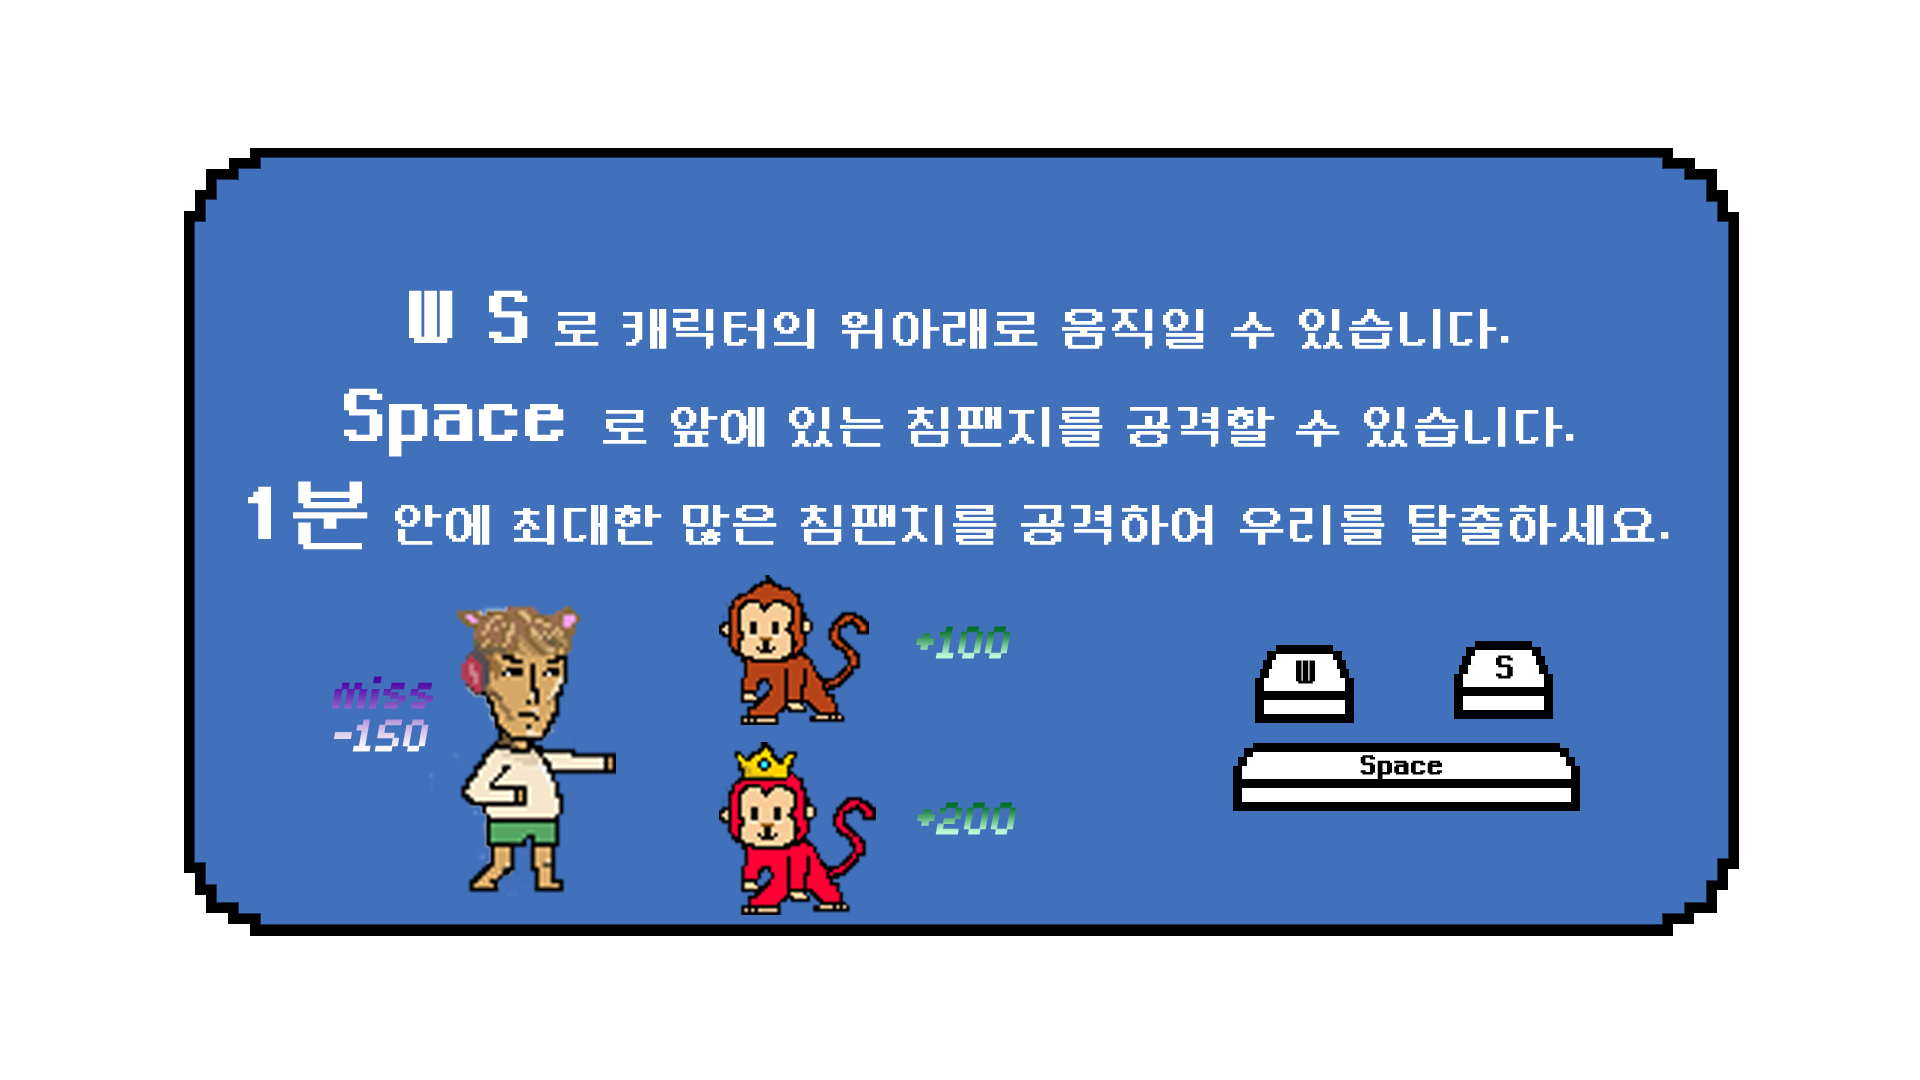 W S 로 캐릭터의 위아래로 움직일 수 있습니다.
Space 로 앞에 있는 침팬지를 공격할 수 있습니다.
1분 안에 최대한 많은 침팬치를 공격하여 우리를 탈출하세요.
miss
-150
+100
+200
W
S
Space